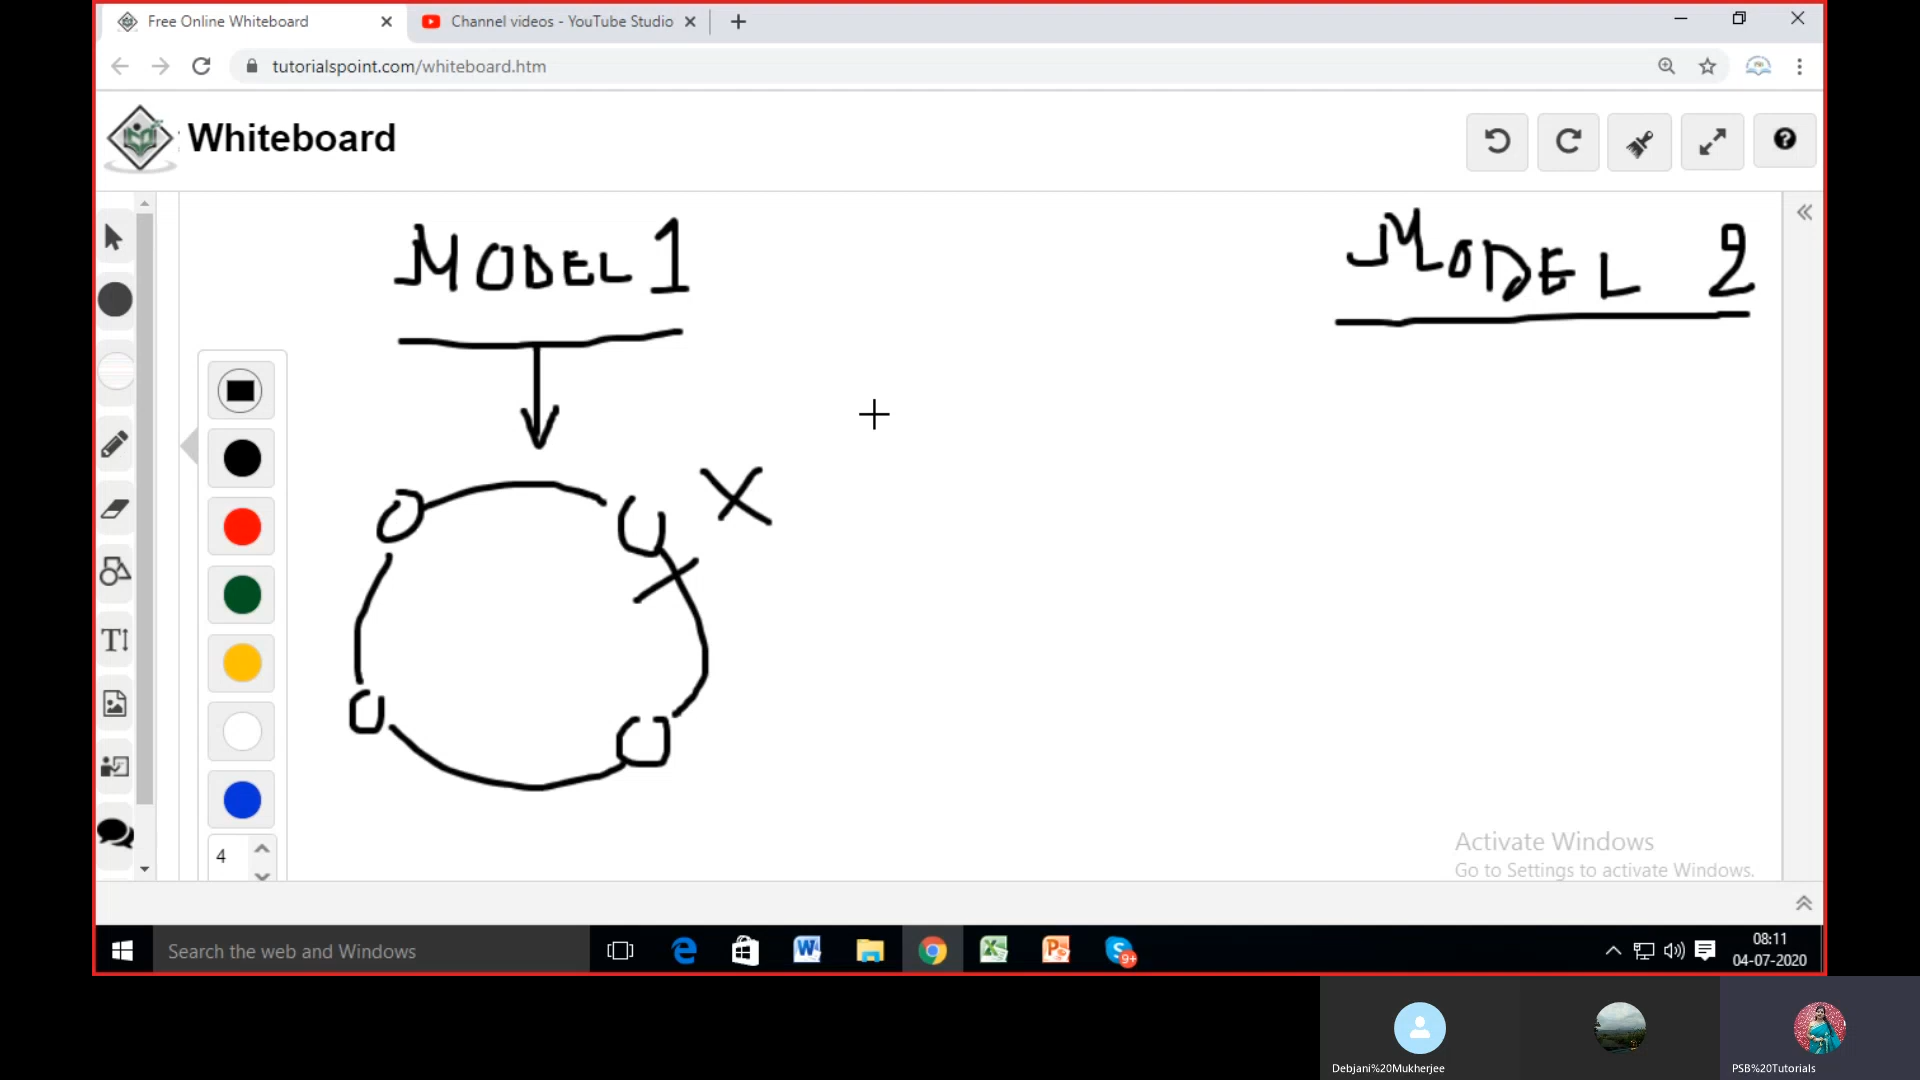 Free Online Whiteboard
Channel videos - YouTube Studio
tutorialspoint.com/whiteboard.htm
Whiteboard
MODEL 1
MODEL 2
X
T
4
Activate Windows
Go to Settings to activate Windows.
Search the web and Windows
9+
08:11
04-07-2020
Debjani%20Mukherjee
PSB%20Tutorials